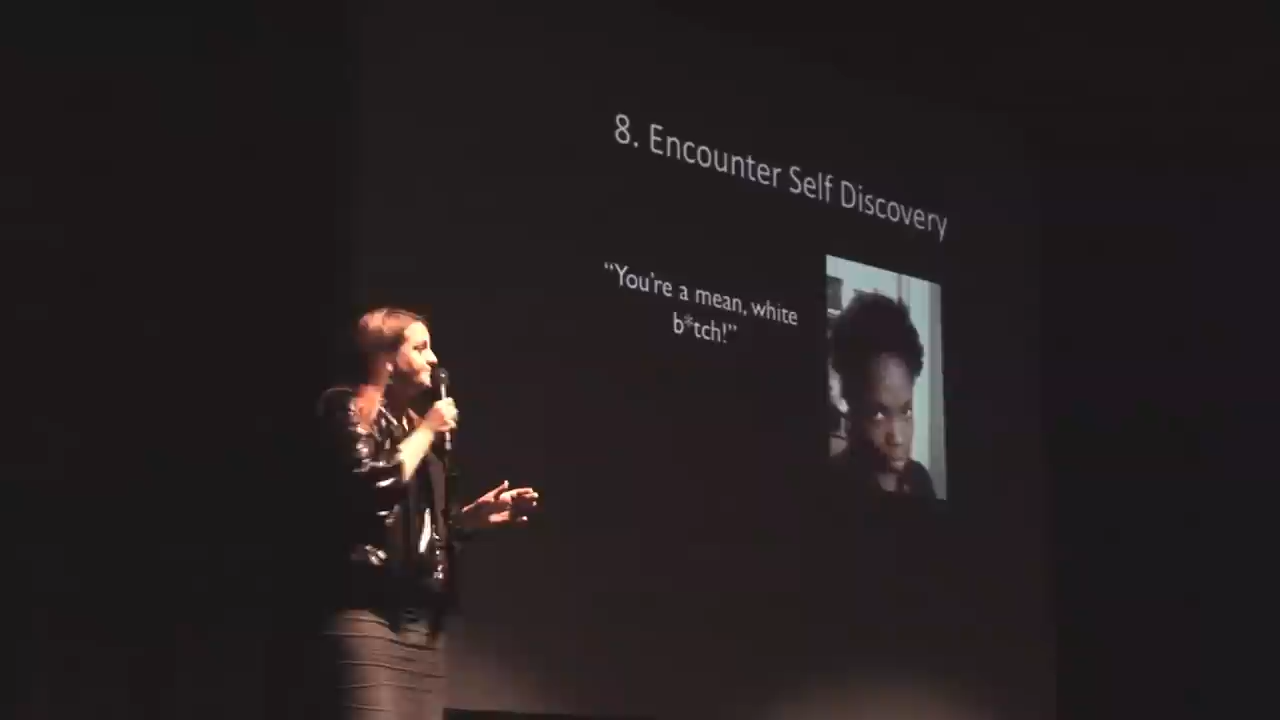 8. Encounter Self Discovery
“You’re a mean, white
b*tch!”